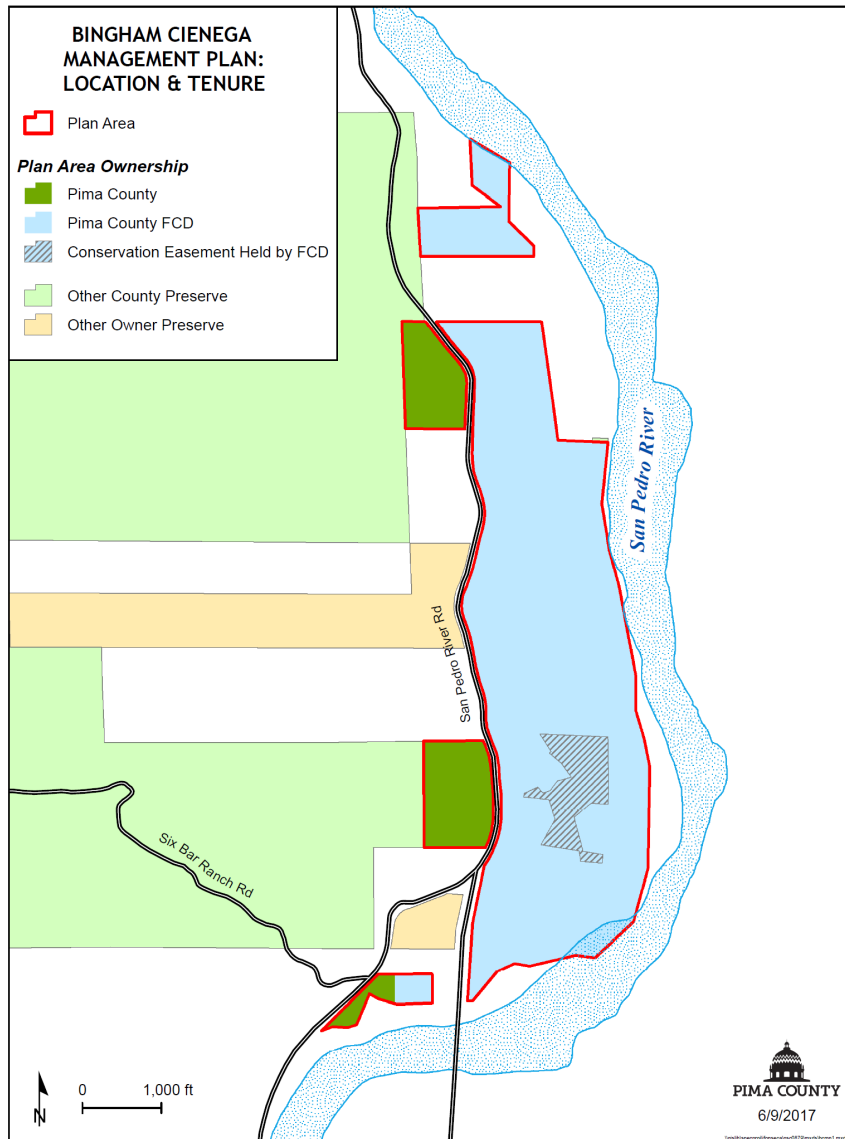 BINGHAM CIENEGA
MANAGEMENT PLAN:
LOCATION & TENURE
Plan Area
Plan Area Ownership
Pima County
Pima County FCD
Conservation Easement Held by FCD
Other County Preserve
Other Owner Preserve
San Pedro River
San Pedro River Rd
Six Bar Ranch Rd
N
0 1,000 ft
PIMA COUNTY
6/9/2017